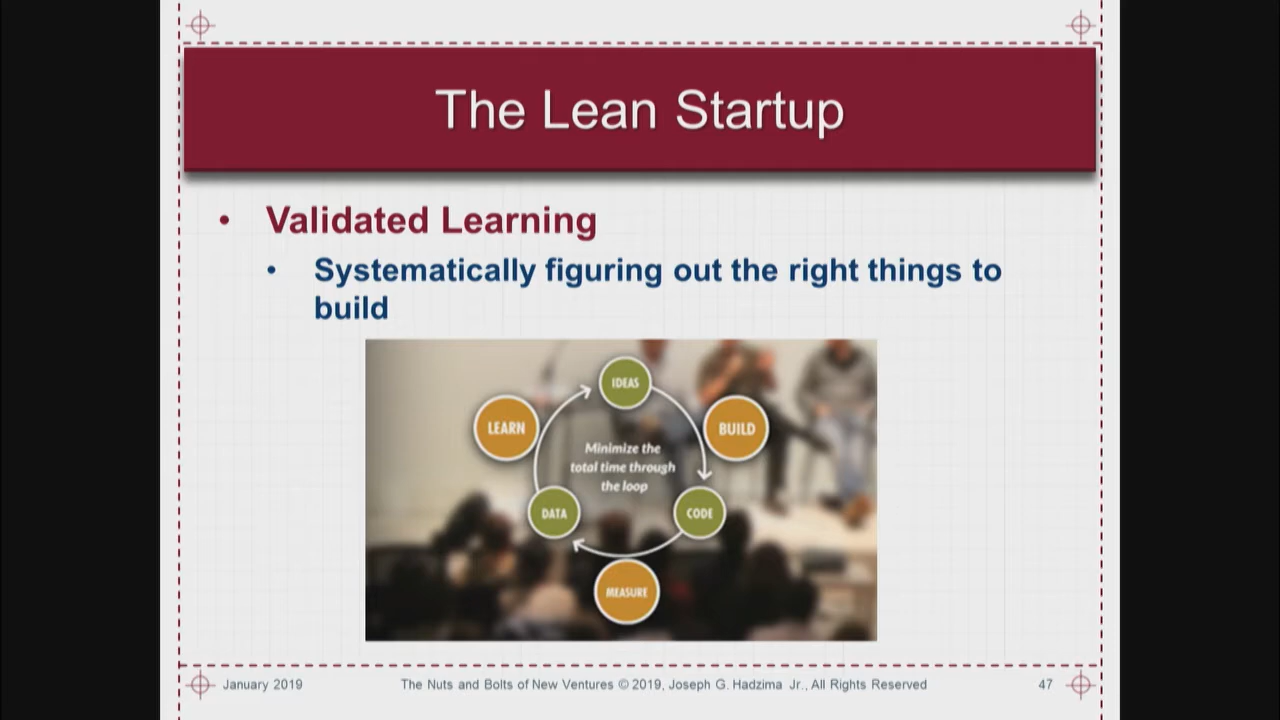 The Lean Startup
• Validated Learning
• Systematically figuring out the right things to
build
IDEAS
LEARN
BUILD
Minimize the
total time through
the loop
DATA
CODE
MEASURE
January 2019
The Nuts and Bolts of New Ventures © 2019, Joseph G. Hadzima Jr., All Rights Reserved
47